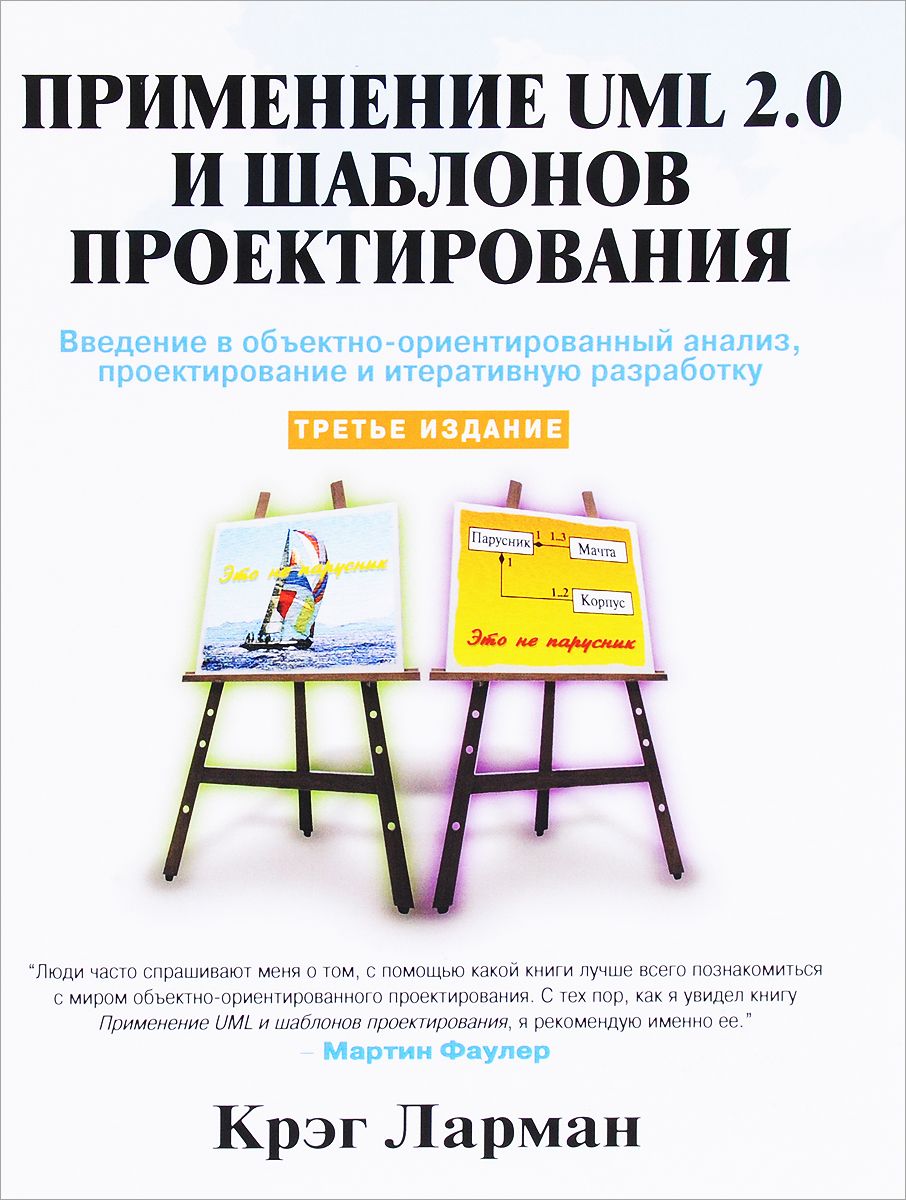 ПРИМЕНЕНИЕ UML 2.0
И ШАБЛОНОВ
ПРОЕКТИРОВАНИЯ
Введение в объектно-ориентированный анализ,
проектирование и итеративную разработку
ТРЕТЬЕ ИЗДАНИЕ
Это не парусник
Парусник 1 1..3 Мачта
1
1..2 Корпус
Это не парусник
“Люди часто спрашивают меня о том, с помощью какой книги лучше всего познакомиться
с миром объектно-ориентированного проектирования. С тех пор, как я увидел книгу
Применение UML и шаблонов проектирования, я рекомендую именно ее.”
– Мартин Фаулер
Крэг Ларман